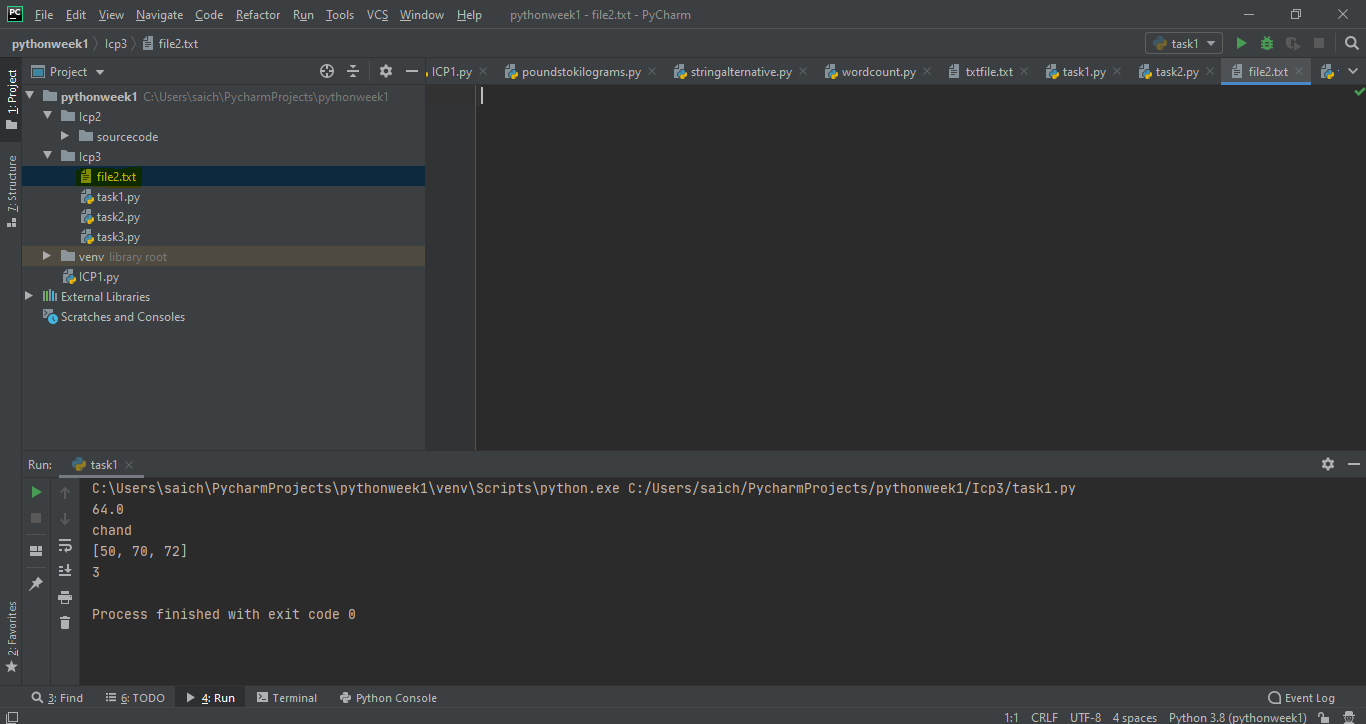 PC File Edit View Navigate Code Refactor Run Tools VCS Window Help pythonweek1 - file2.txt - PyCharm
pythonweek1 Icp3 file2.txt task1
1: Project
Project ICP1.py poundstokilograms.py stringalternative.py wordcount.py txtfile.txt task1.py task2.py file2.txt
pythonweek1 C:\Users\saich\PycharmProjects\pythonweek1
Icp2
sourcecode
Icp3
file2.txt
task1.py
task2.py
task3.py
venv library root
ICP1.py
External Libraries
Scratches and Consoles
7: Structure
Run: task1
C:\Users\saich\PycharmProjects\pythonweek1\venv\Scripts\python.exe C:/Users/saich/PycharmProjects/pythonweek1/Icp3/task1.py
64.0
chand
[50, 70, 72]
3
Process finished with exit code 0
2: Favorites
3: Find 6: TODO 4: Run Terminal Python Console Event Log
1:1 CRLF UTF-8 4 spaces Python 3.8 (pythonweek1)